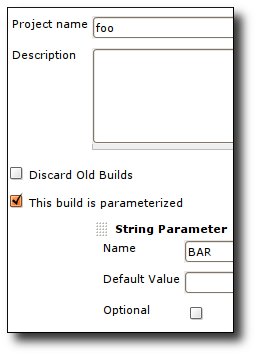 Project name foo
Description
Discard Old Builds
This build is parameterized
String Parameter
Name BAR
Default Value
Optional